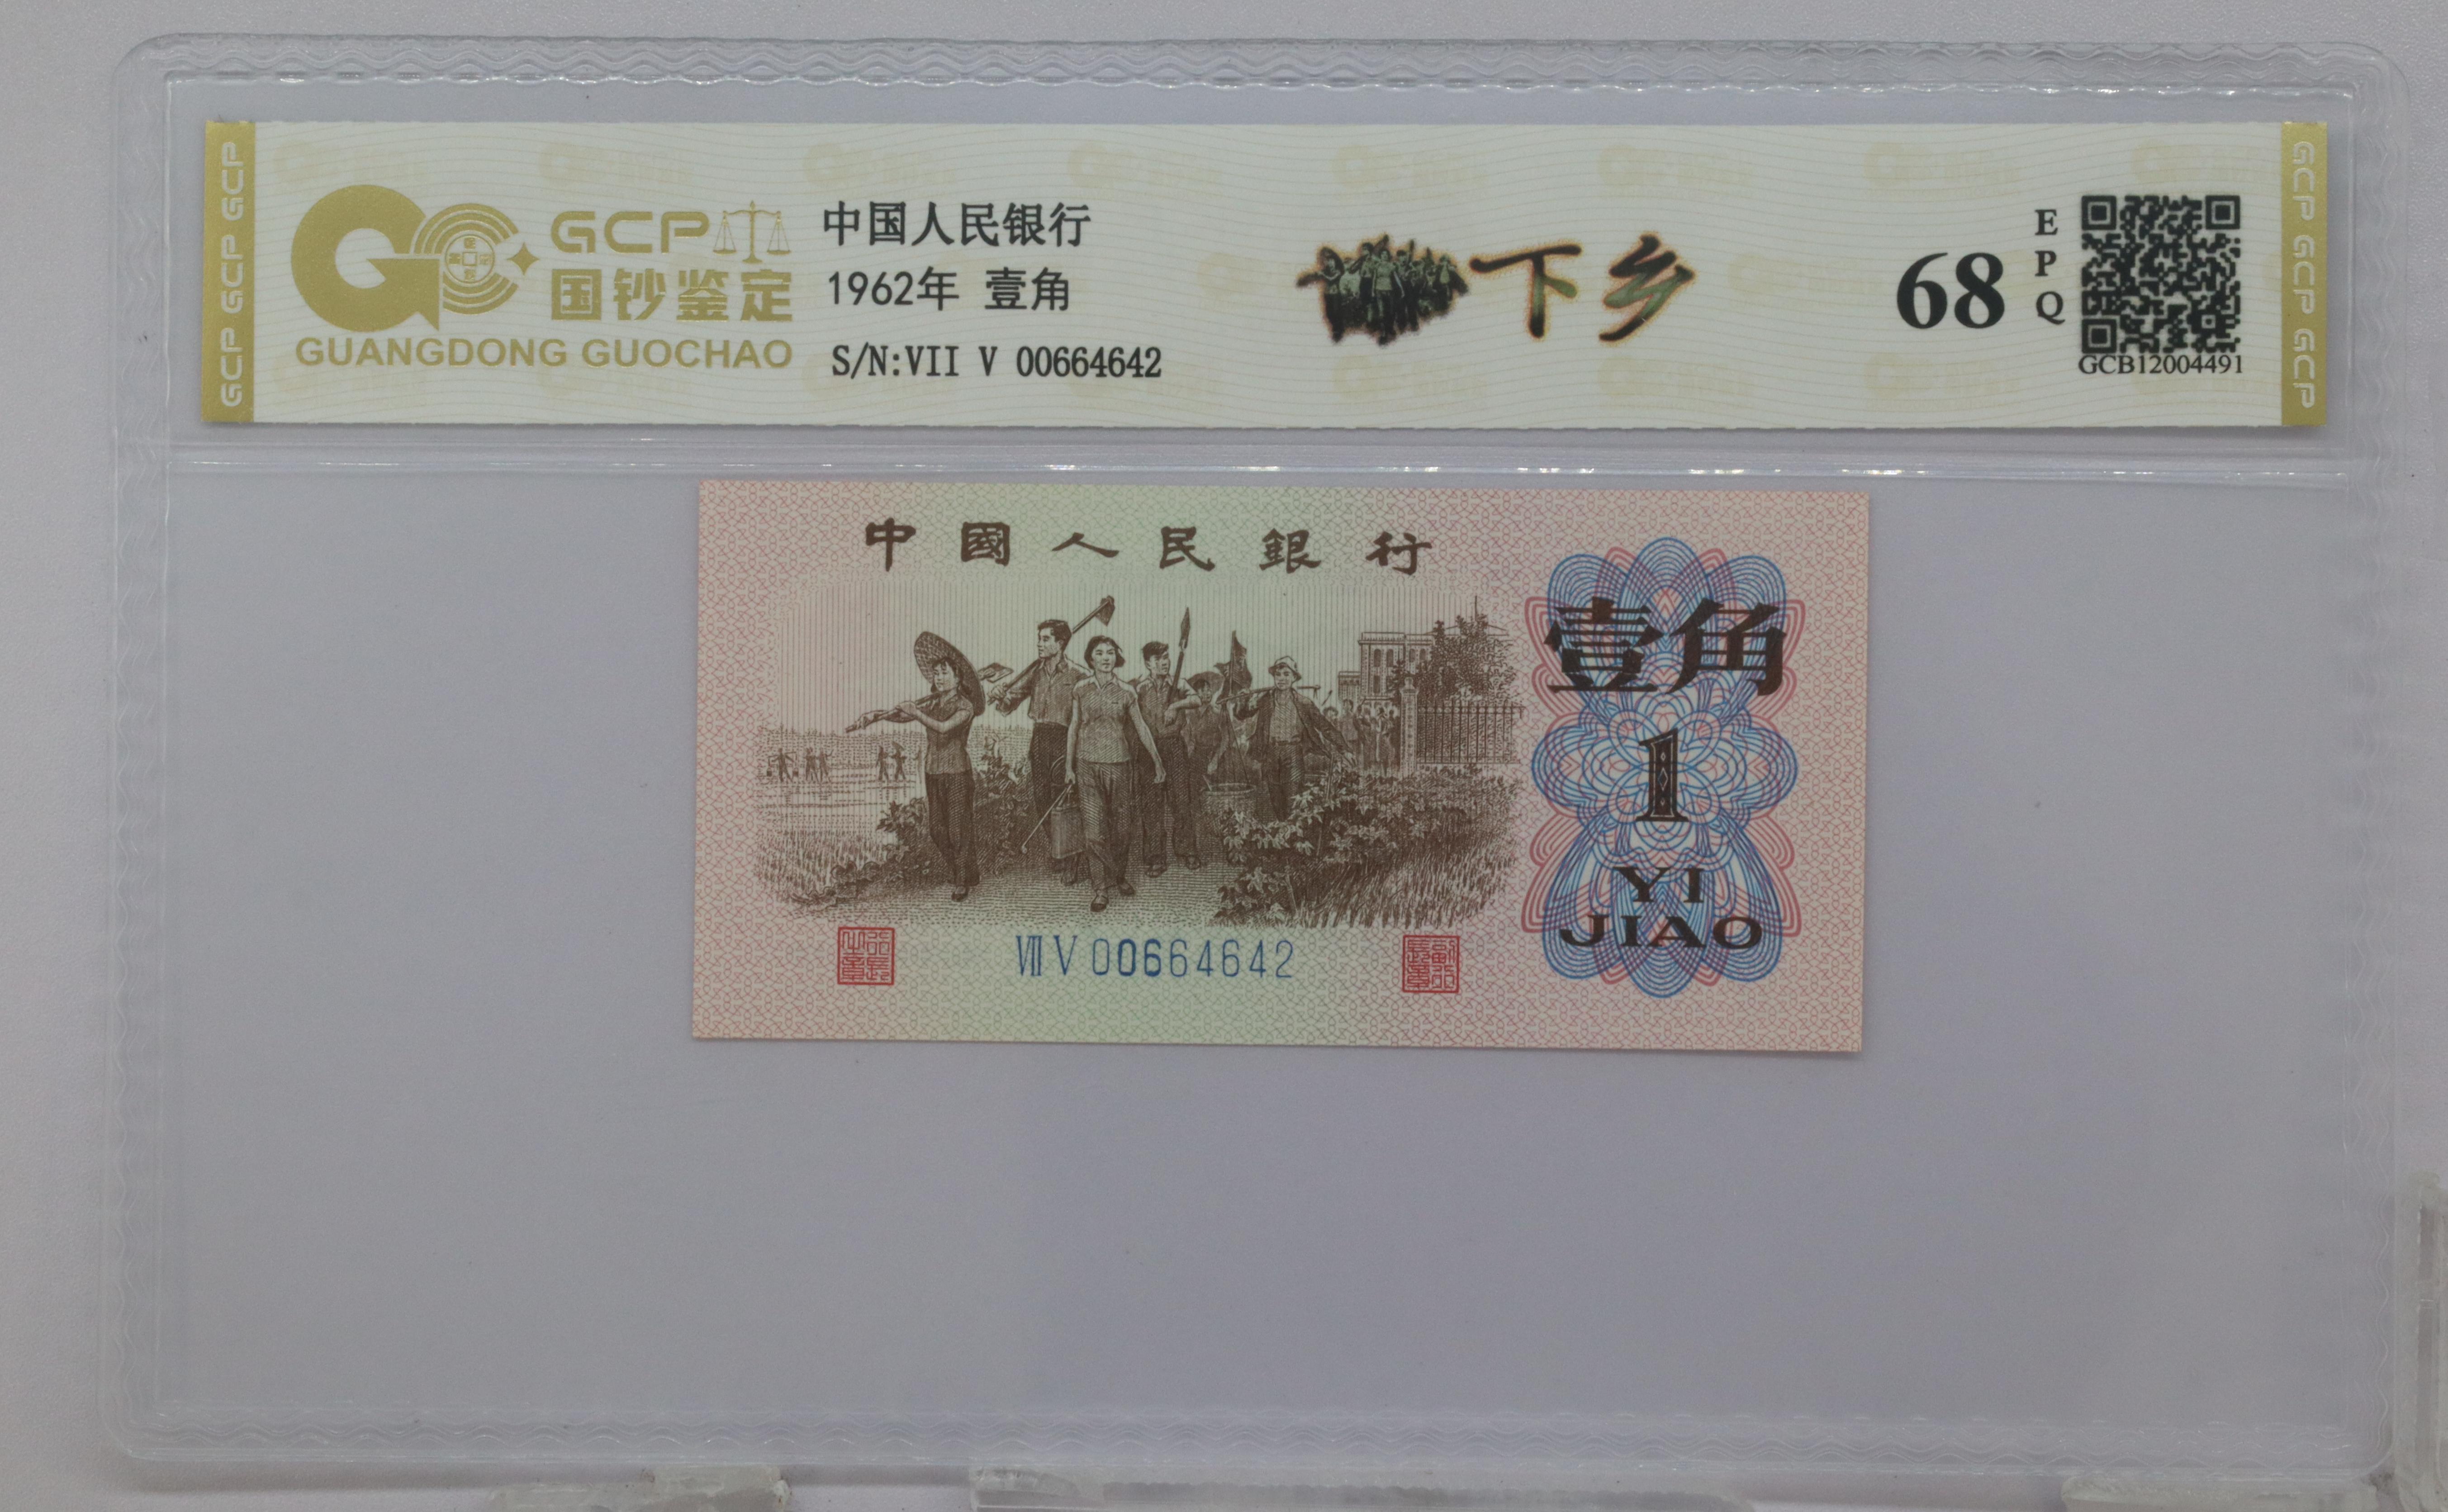 GCP GCP GCP
GCP
国钞鉴定
GUANGDONG GUOCHAO
中国人民银行
1962年 壹角
S/N:VII V 00664642
下乡
68
EPQ
GCB12004491
GCP GCP GCP
中國人民銀行
壹角
1
YI
JIAO
VII V 00664642